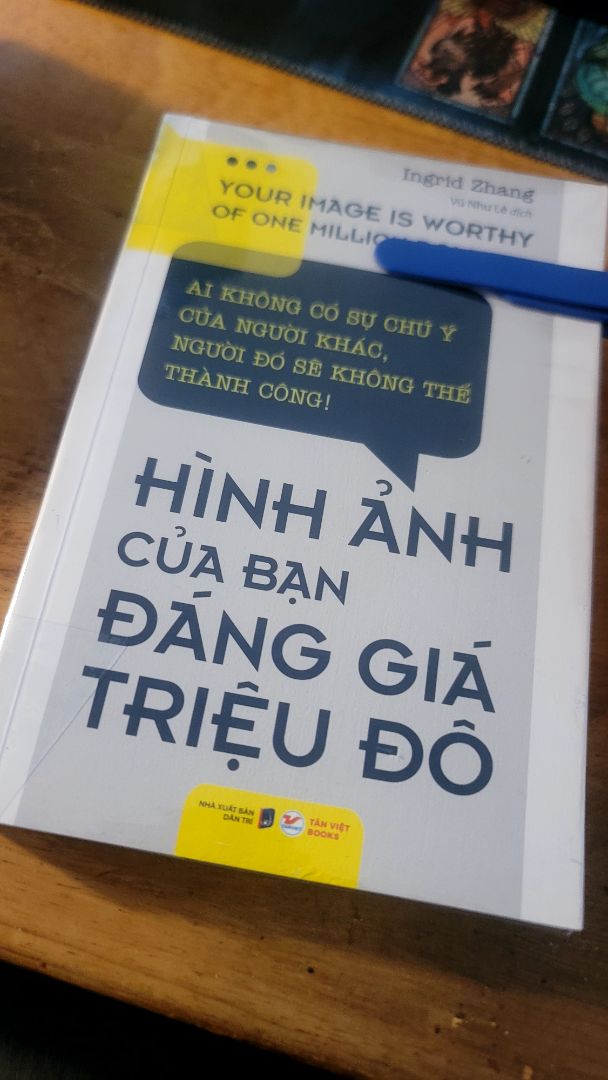 Ingrid Zhang
Vũ Như Lê dịch
YOUR IMAGE IS WORTHY
OF ONE MILLION
AI KHÔNG CÓ SỰ CHÚ Ý
CỦA NGƯỜI KHÁC,
NGƯỜI ĐÓ SẼ KHÔNG THỂ
THÀNH CÔNG!
HÌNH ẢNH
CỦA BẠN
ĐÁNG GIÁ
TRIỆU ĐÔ
NHÀ XUẤT BẢN
DÂN TRÍ
TÂN VIỆT
BOOKS